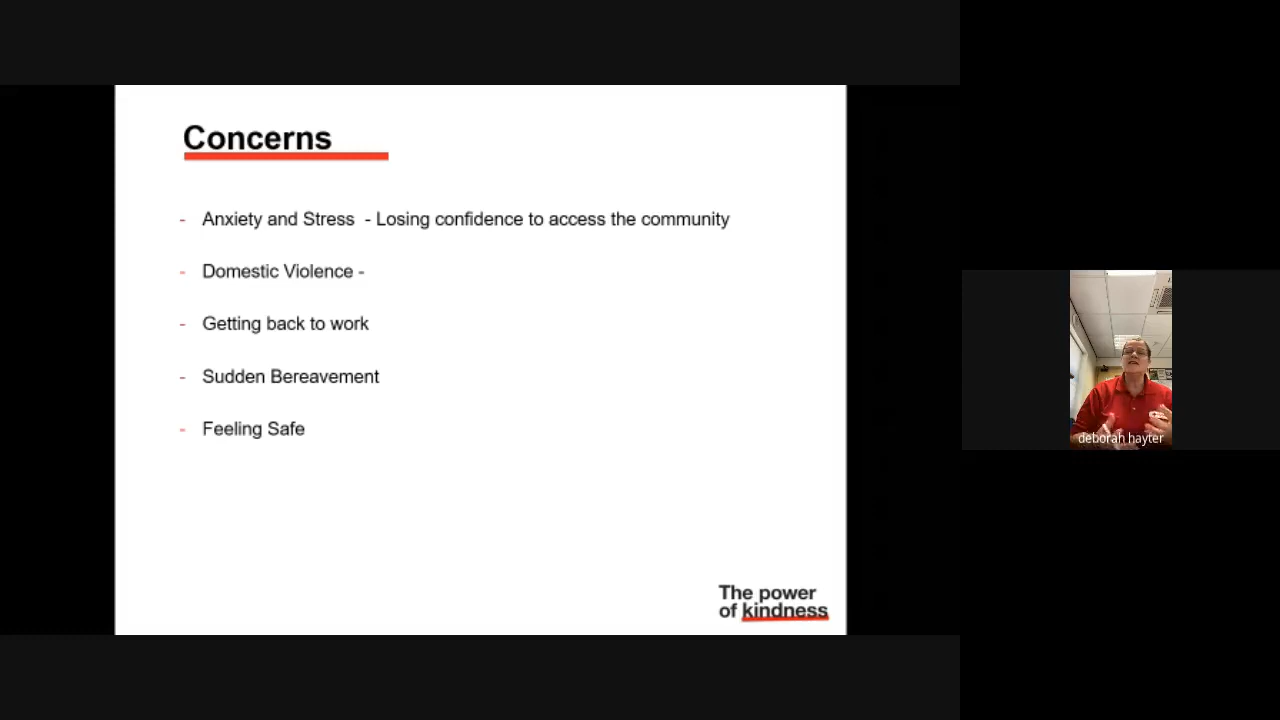 Concerns
- Anxiety and Stress - Losing confidence to access the community
- Domestic Violence -
- Getting back to work
- Sudden Bereavement
- Feeling Safe
The power
of kindness
deborah hayter